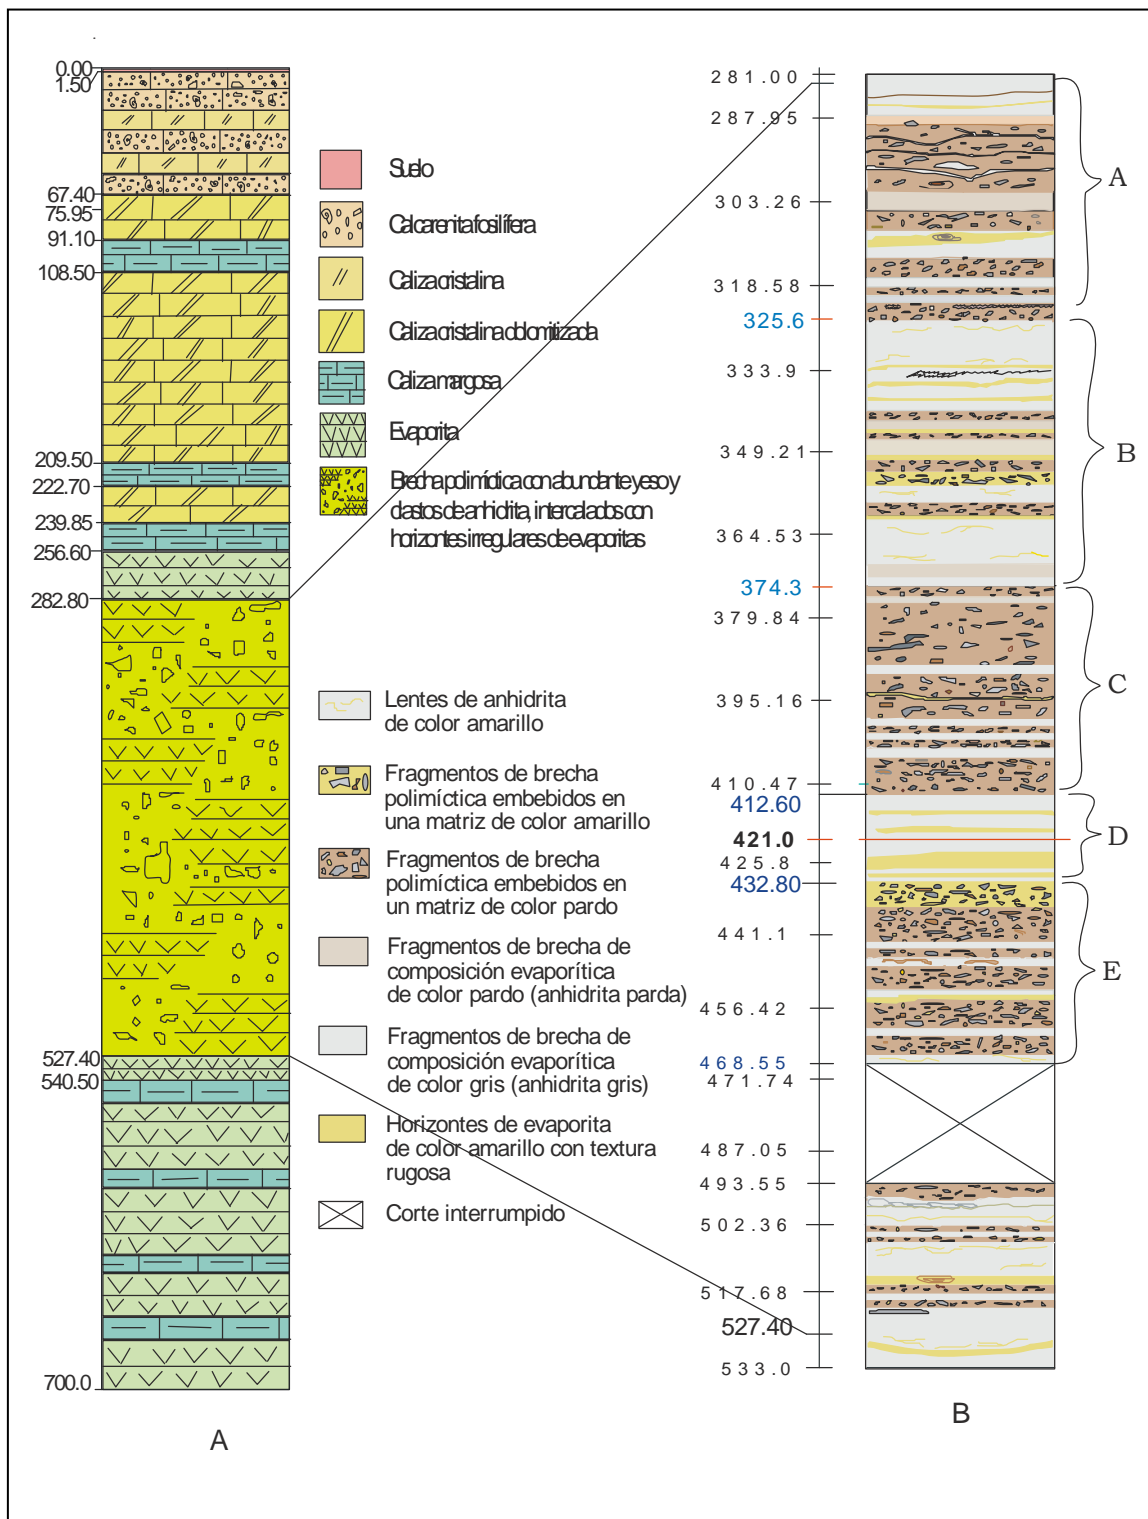 0.00
1.50
67.40
75.95
91.10
108.50
209.50
222.70
239.85
256.60
282.80
527.40
540.50
700.0
A
Suelo
Calcarenita fosilífera
Caliza cristalina
Caliza cristalina dolomitizada
Caliza margosa
Evaporita
Brecha polimíctica con abundante yeso y
clastos de anhidrita, intercalados con
horizontes irregulares de evaporitas
Lentes de anhidrita
de color amarillo
Fragmentos de brecha
polimíctica embebidos en
una matriz de color amarillo
Fragmentos de brecha
polimíctica embebidos en
un matriz de color pardo
Fragmentos de brecha de
composición evaporítica
de color pardo (anhidrita parda)
Fragmentos de brecha de
composición evaporítica
de color gris (anhidrita gris)
Horizontes de evaporita
de color amarillo con textura
rugosa
Corte interrumpido
281.00
287.95
303.26
318.58
325.6
333.9
349.21
364.53
374.3
379.84
395.16
410.47
412.60
421.0
425.8
432.80
441.1
456.42
468.55
471.74
487.05
493.55
502.36
517.68
527.40
533.0
A
B
C
D
E
B